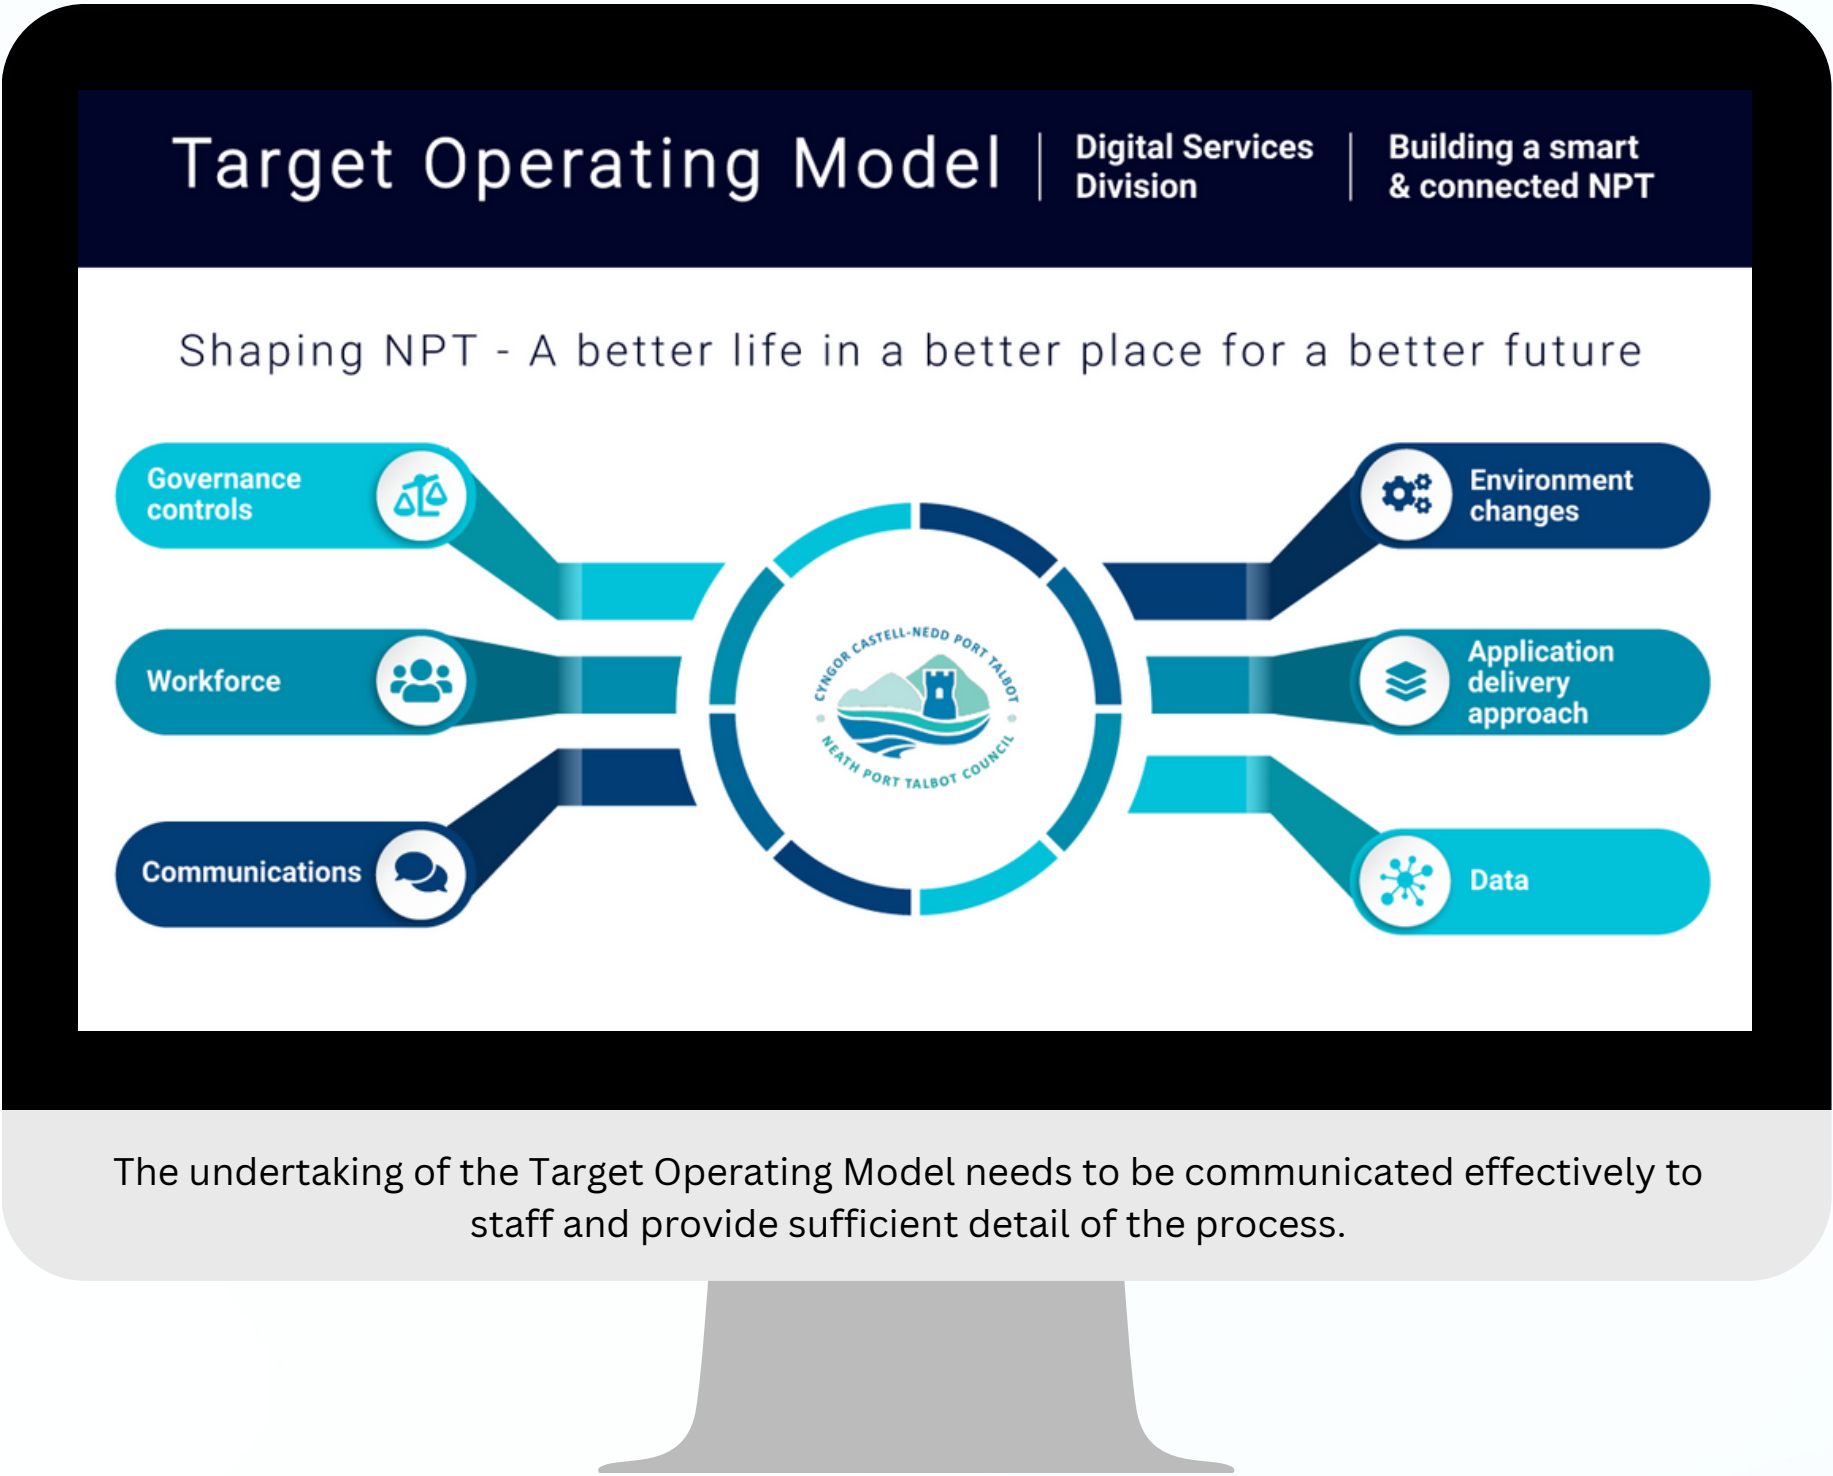 Target Operating Model
Digital Services
Division
Building a smart
& connected NPT
Shaping NPT - A better life in a better place for a better future
Governance
controls
Workforce
Communications
CYNGOR CASTELL-NEDD PORT TALBOT
NEATH PORT TALBOT COUNCIL
Environment
changes
Application
delivery
approach
Data
The undertaking of the Target Operating Model needs to be communicated effectively to
staff and provide sufficient detail of the process.